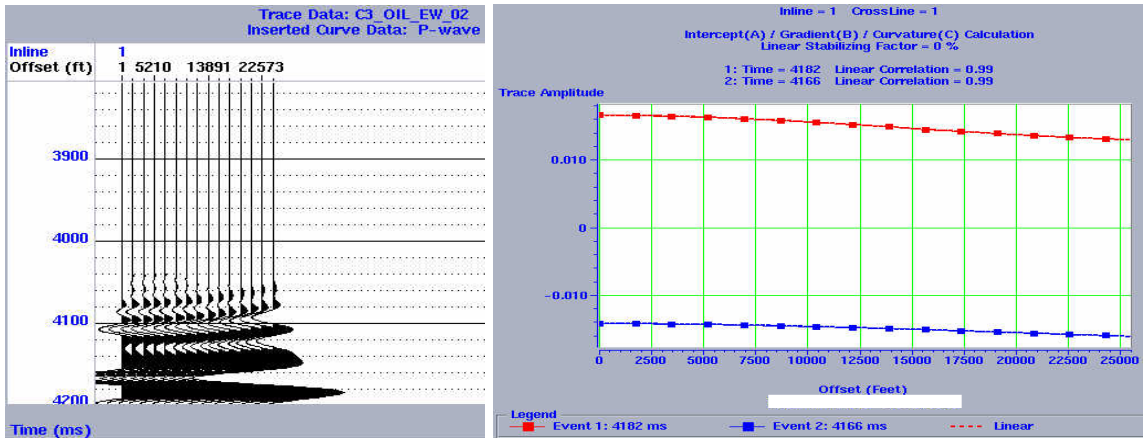 Trace Data: C3_OIL_EW_02
Inserted Curve Data: P-wave
Inline 1
Offset (ft) 1 5210 13891 22573
3900
4000
4100
4200
Time (ms)
Inline = 1 CrossLine = 1
Intercept(A) / Gradient(B) / Curvature(C) Calculation
Linear Stabilizing Factor = 0 %
1: Time = 4182 Linear Correlation = 0.99
2: Time = 4166 Linear Correlation = 0.99
Trace Amplitude
0.010
0
-0.010
0 2500 5000 7500 10000 12500 15000 17500 20000 22500 25000
Offset (Feet)
Legend
Event 1: 4182 ms Event 2: 4166 ms Linear